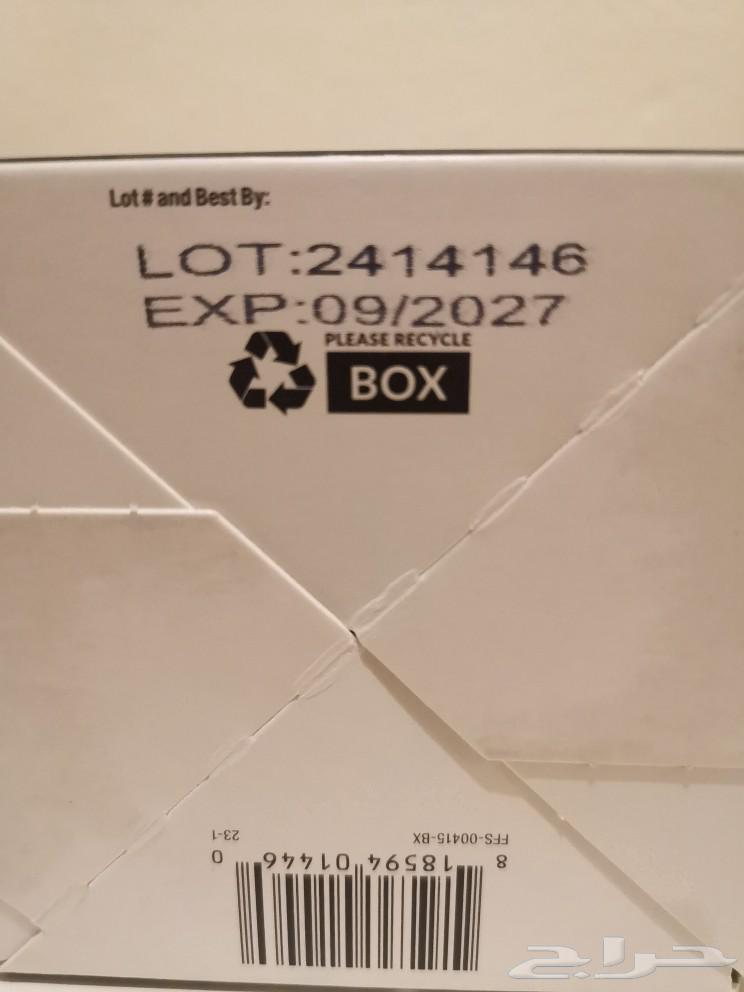 Lot # and Best By:
LOT:2414146
EXP:09/2027
PLEASE RECYCLE
BOX
FFS-00415-BX 23-1
8 18594 01446 0
حراج